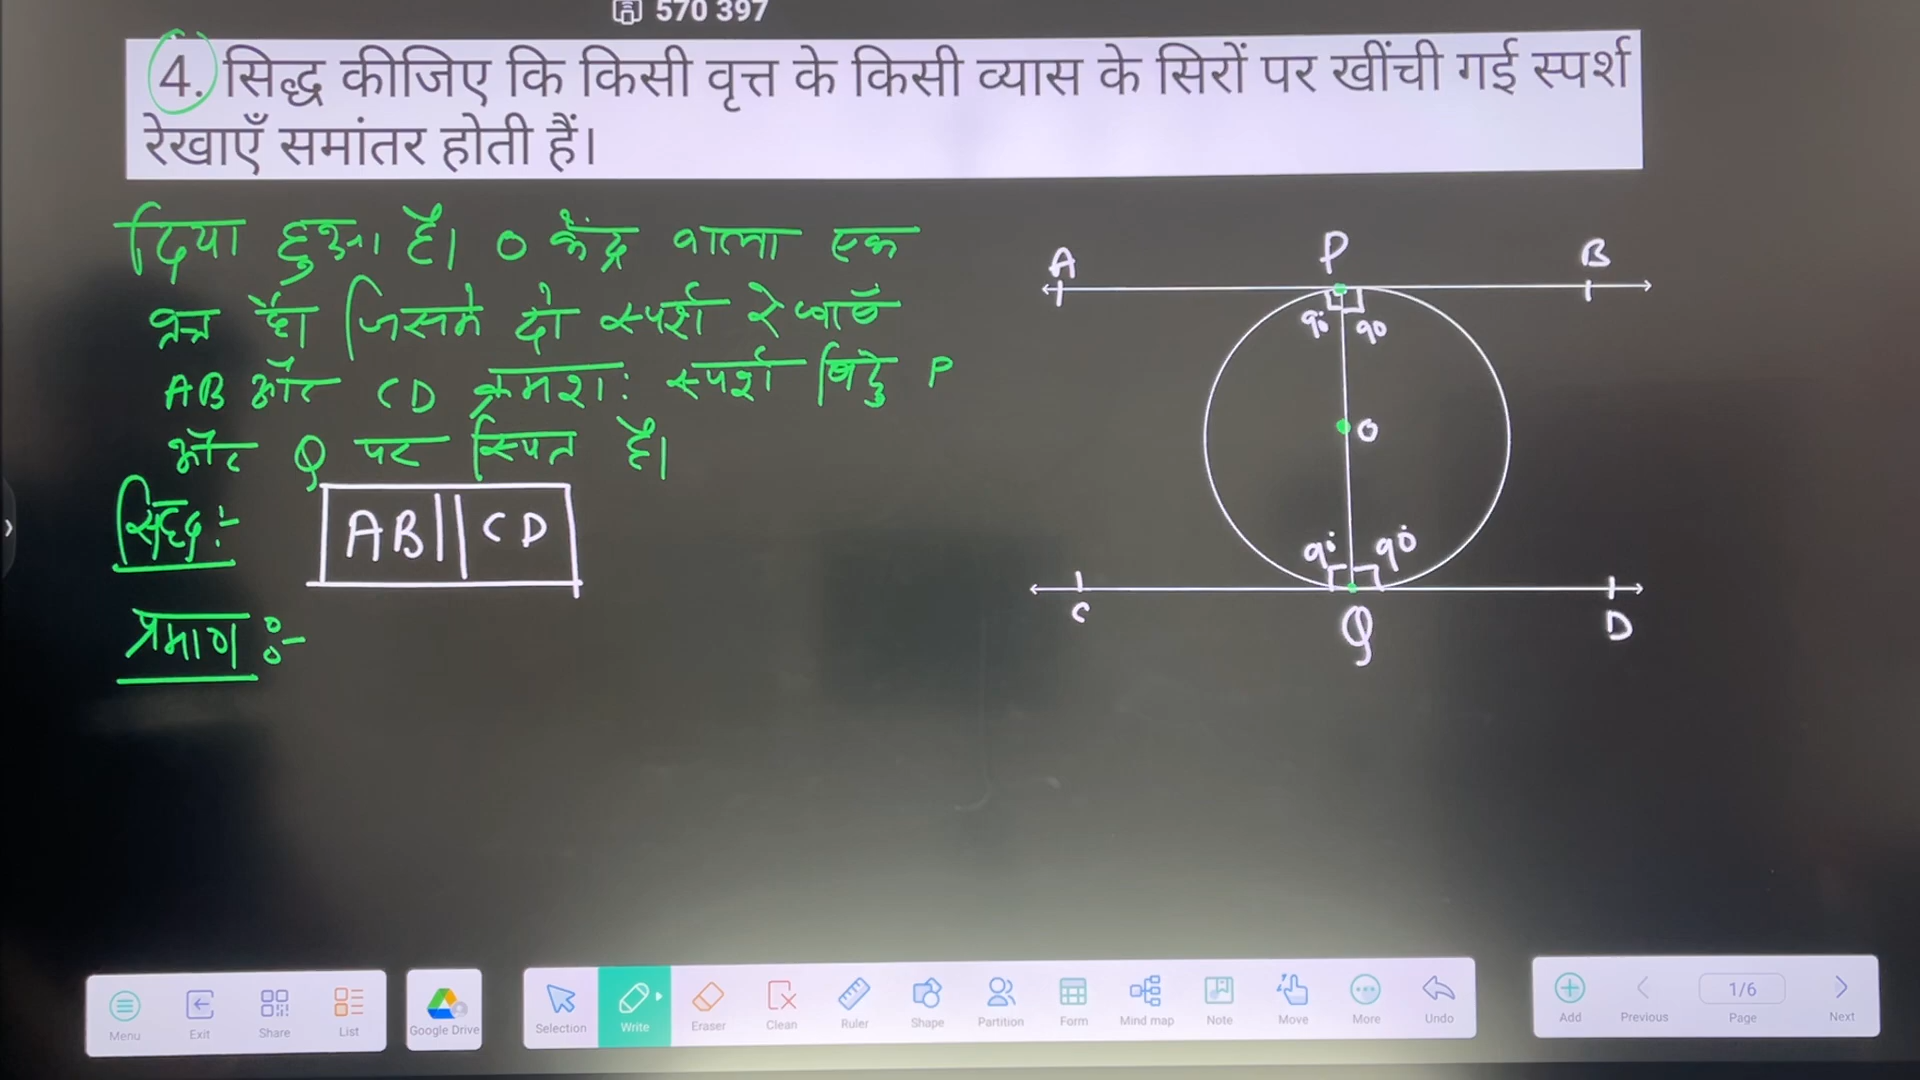 570 397
4. सिद्ध कीजिए कि किसी वृत्त के किसी व्यास के सिरों पर खींची गई स्पर्श
रेखाएँ समांतर होती हैं।
दिया हुआ है। O केंद्र वाला एक
वृत्त है। जिसमे दो स्पर्श रेखाएँ
AB और CD क्रमशः स्पर्श बिंदु P
और Q पर स्थित है।
सिद्ध :-
AB || CD
प्रमाण :-
A P B
90° 90
O
90° 90°
C Q D
Menu Exit Share List Google Drive Selection Write Eraser Clean Ruler Shape Partition Form Mind map Note Move More Undo Add Previous 1/6 Page Next